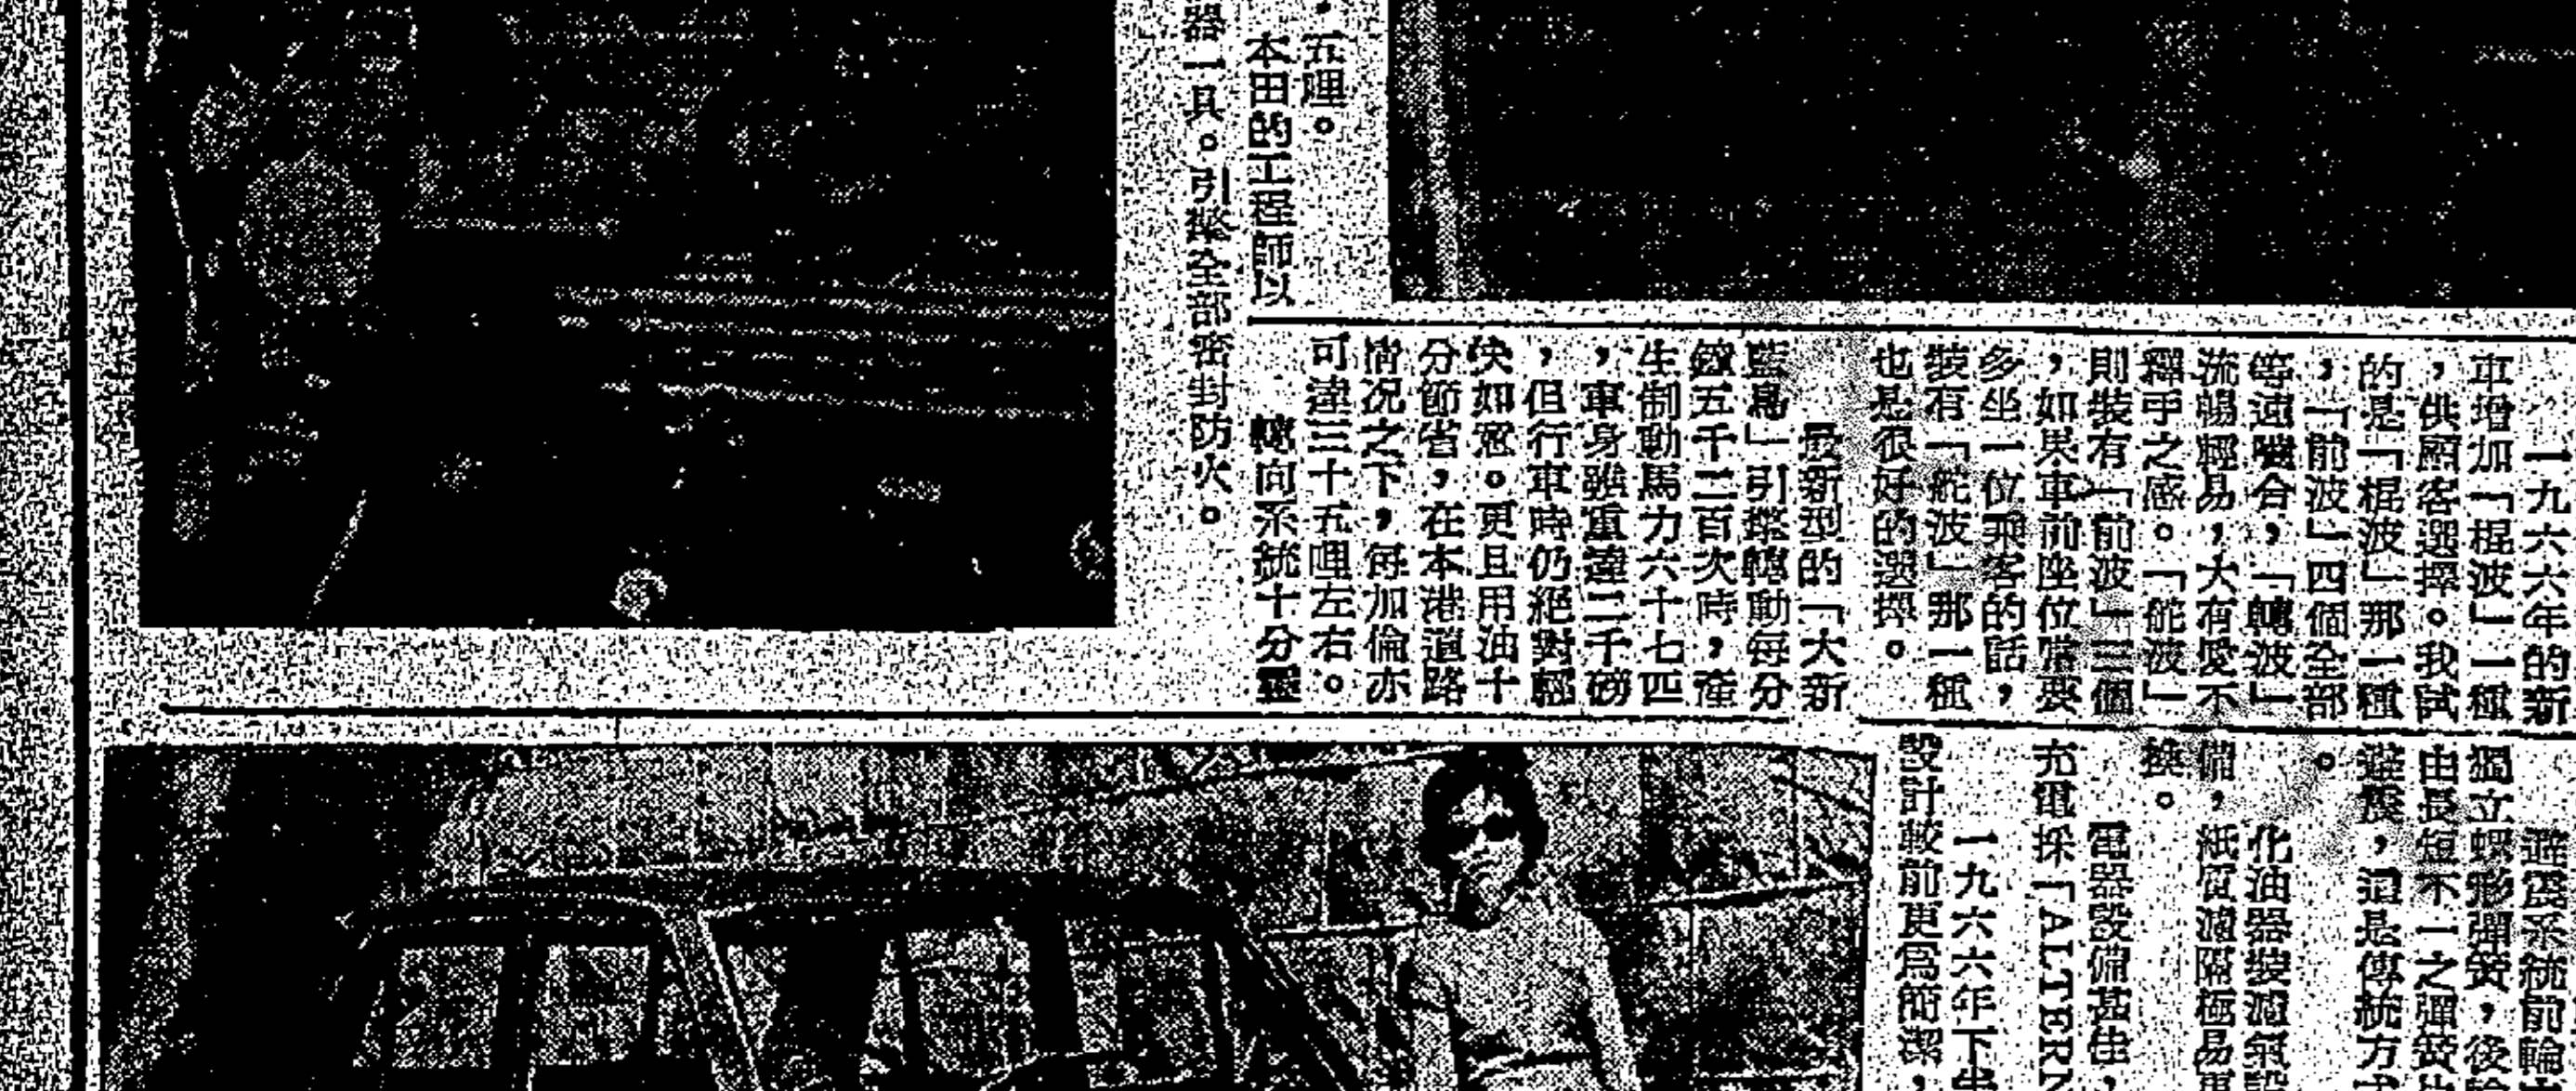 ，五哩。
本田的工程師以
器一具。引擎全部密封防火。
一九六六年的新
車增加「棍波」一種
，供顧客選擇。我試
的是「棍波」那一種
，「前波」四個全部
等速嚙合，「轉波」
流暢輕易，大有愛不
釋手之感。「舵波」
則裝有「前波」三個
，如果車前座位常要
多坐一位乘客的話，
裝有「舵波」那一種
也是很好的選擇。
最新型的「大新
藍鳥」引擎轉動每分
鐘五千二百次時，產
生制動馬力六十七匹
，車身雖重達二千磅
，但行車時仍絕對輕
快如意。更且用油十
分節省，在本港道路
情况之下，每加倫亦
可達三十五哩左右。
轉向系統十分靈
避震系統前輪
獨立螺形彈簧，後
由長短不一之彈簧
避震，這是傳統方
。
化油器裝濾氣設
備，紙質濾隔極易更
換。
電器設備甚佳，
充電採「ALTERN
一九六六年下半
設計較前更爲簡潔，